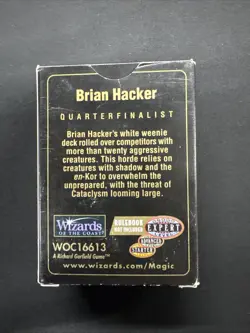 Brian Hacker
QUARTERFINALIST
Brian Hacker's white weenie
deck rolled over competitors with
more than twenty aggressive
creatures. This horde relies on
creatures with shadow and the
en-Kor to overwhelm the
unprepared, with the threat of
Cataclysm looming large.
Wizards
OF THE COAST
RULEBOOK
NOT INCLUDED
EXPERT
ADVANCED
STARTER
WOC16613
A Richard Garfield Game™
www.wizards.com/Magic